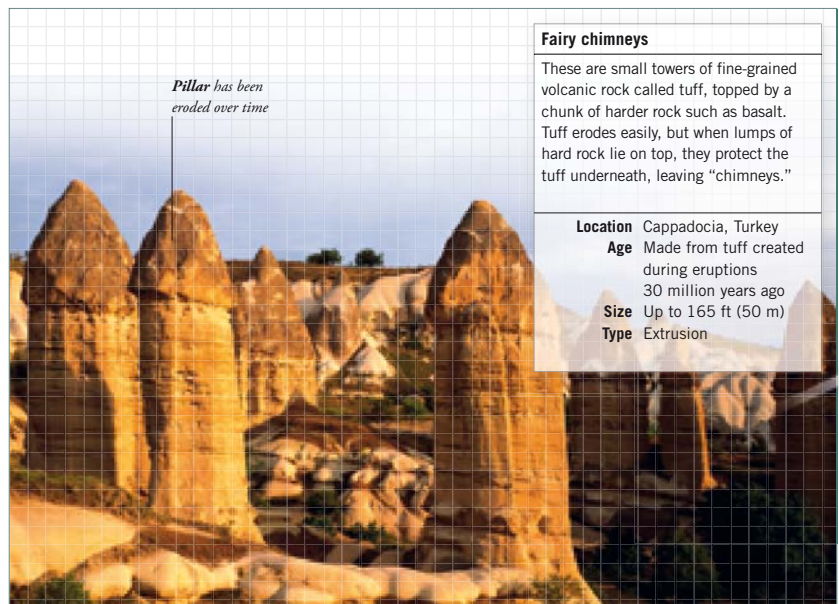 Pillar has been
eroded over time
Fairy chimneys
These are small towers of fine-grained
volcanic rock called tuff, topped by a
chunk of harder rock such as basalt.
Tuff erodes easily, but when lumps of
hard rock lie on top, they protect the
tuff underneath, leaving “chimneys.”
Location Cappadocia, Turkey
Age Made from tuff created
during eruptions
30 million years ago
Size Up to 165 ft (50 m)
Type Extrusion